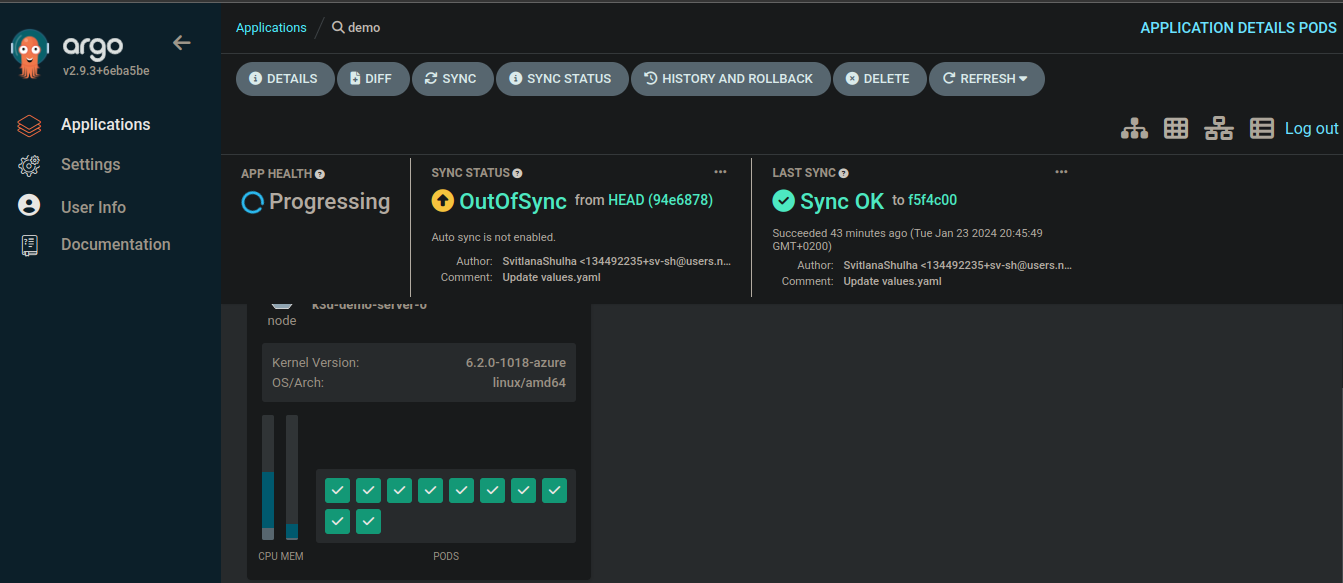 argo
v2.9.3+6eba5be
Applications
Settings
User Info
Documentation
Applications / demo
APPLICATION DETAILS PODS
DETAILS DIFF SYNC SYNC STATUS HISTORY AND ROLLBACK DELETE REFRESH
Log out
APP HEALTH
Progressing
SYNC STATUS
OutOfSync from HEAD (94e6878)
Auto sync is not enabled.
Author: SvitlanaShulha <134492235+sv-sh@users.n...
Comment: Update values.yaml
LAST SYNC
Sync OK to f5f4c00
Succeeded 43 minutes ago (Tue Jan 23 2024 20:45:49
GMT+0200)
Author: SvitlanaShulha <134492235+sv-sh@users.n...
Comment: Update values.yaml
k3d-demo-server-0
node
Kernel Version: 6.2.0-1018-azure
OS/Arch: linux/amd64
CPU MEM PODS